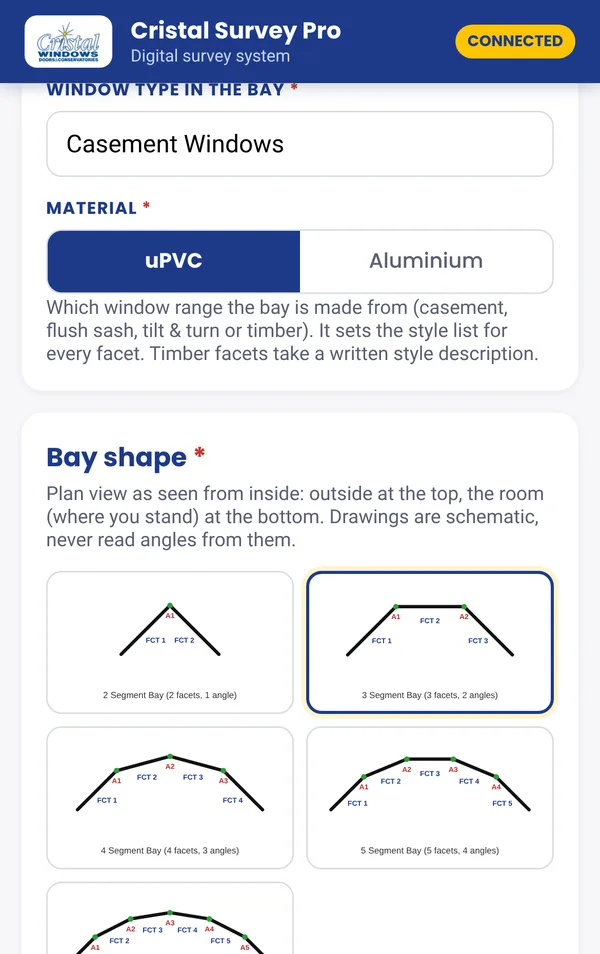 Cristal
WINDOWS
DOORS&CONSERVATORIES
Cristal Survey Pro
Digital survey system
CONNECTED
WINDOW TYPE IN THE BAY *
Casement Windows
MATERIAL *
uPVC
Aluminium
Which window range the bay is made from (casement,
flush sash, tilt & turn or timber). It sets the style list for
every facet. Timber facets take a written style description.
Bay shape *
Plan view as seen from inside: outside at the top, the room
(where you stand) at the bottom. Drawings are schematic,
never read angles from them.
A1
FCT 1 FCT 2
2 Segment Bay (2 facets, 1 angle)
A1 FCT 2 A2
FCT 1 FCT 3
3 Segment Bay (3 facets, 2 angles)
A2
A1 FCT 2 FCT 3 A3
FCT 1 FCT 4
4 Segment Bay (4 facets, 3 angles)
A2 FCT 3 A3
A1 FCT 2 FCT 4 A4
FCT 1 FCT 5
5 Segment Bay (5 facets, 4 angles)
A3
A2 FCT 3 FCT 4 A4
A1 FCT 2 FCT 5 A5